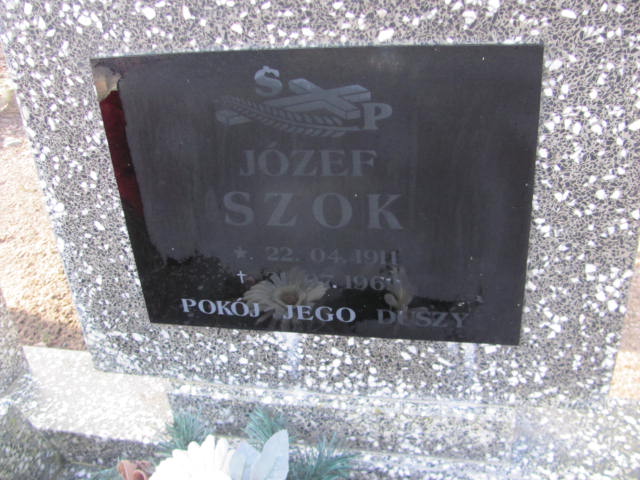 Ś P
JÓZEF
SZOK
★ 22. 04. 1911
POKÓJ JEGO DUSZY